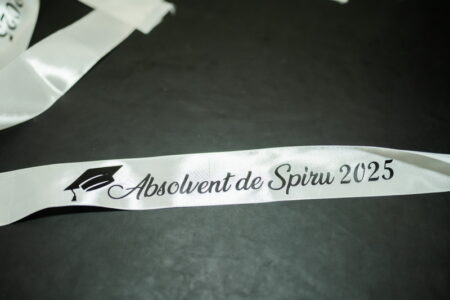 Absolvent de Spiru 2025